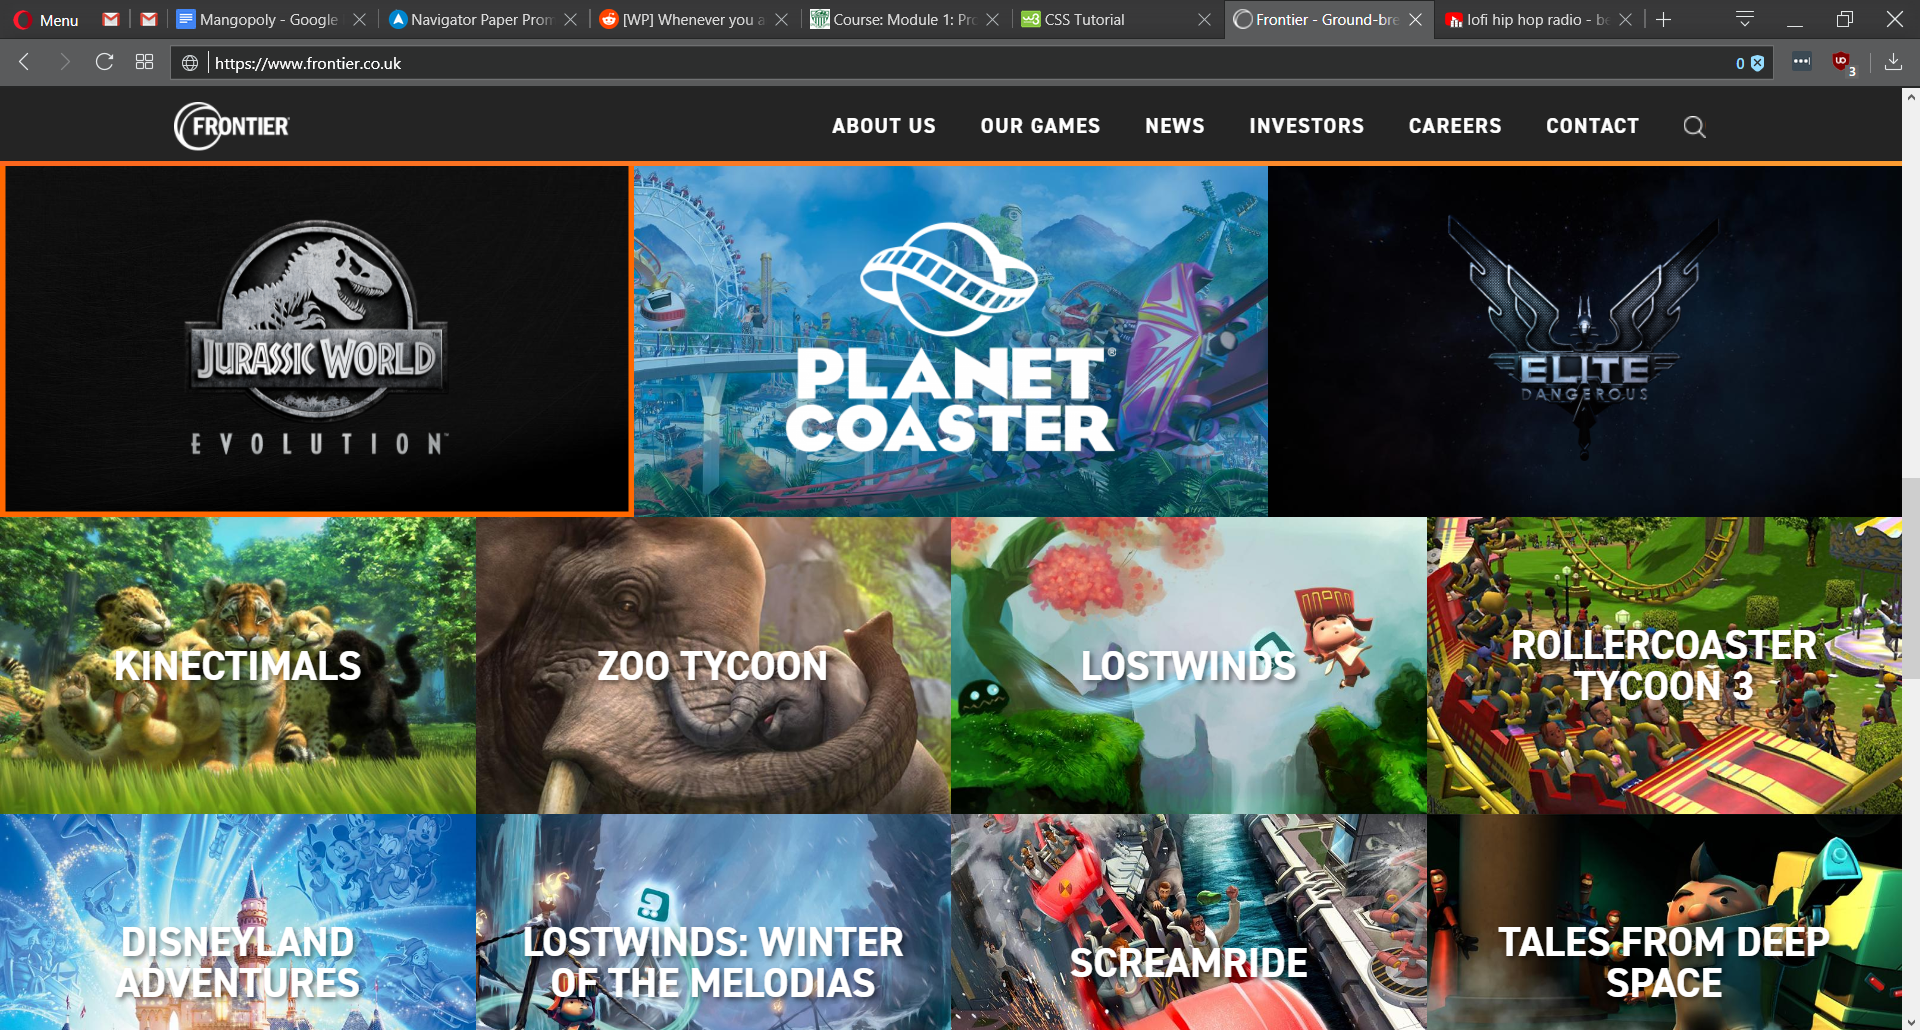 Menu
Mangopoly - Google
Navigator Paper Prom
[WP] Whenever you a
Course: Module 1: Pro
CSS Tutorial
Frontier - Ground-bre
lofi hip hop radio - be
https://www.frontier.co.uk
0
3
FRONTIER
ABOUT US
OUR GAMES
NEWS
INVESTORS
CAREERS
CONTACT
JURASSIC WORLD
EVOLUTION™
PLANET
COASTER®
ELITE
DANGEROUS
KINECTIMALS
ZOO TYCOON
LOSTWINDS
ROLLERCOASTER
TYCOON 3
DISNEYLAND
ADVENTURES
LOSTWINDS: WINTER
OF THE MELODIAS
SCREAMRIDE
TALES FROM DEEP
SPACE